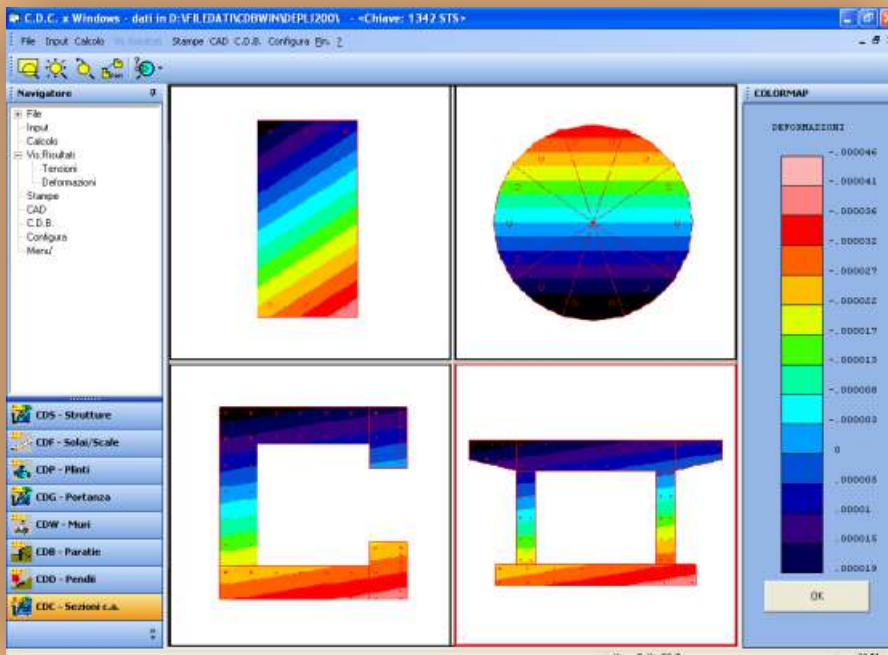 C.D.C. x Windows - dati in D:\FILEDATI\CDBWIN\DEPLI200\ - <Chiave: 1342 STS>
File Input Calcolo Vis.Risultati Stampe CAD C.D.B. Configura Fin. ?
Navigatore
File
Input
Calcolo
Vis.Risultati
Tensioni
Deformazioni
Stampe
CAD
C.D.B.
Configura
Menu'
CDS - Strutture
CDF - Solai/Scale
CDP - Plinti
CDG - Portanza
CDW - Muri
CDB - Paratie
CDD - Pendii
CDC - Sezioni c.a.
COLORMAP
DEFORMAZIONI
-.000046
-.000041
-.000036
-.000032
-.000027
-.000022
-.000017
-.000013
-.000008
-.000003
0
.000005
.00001
.000015
.000019
OK